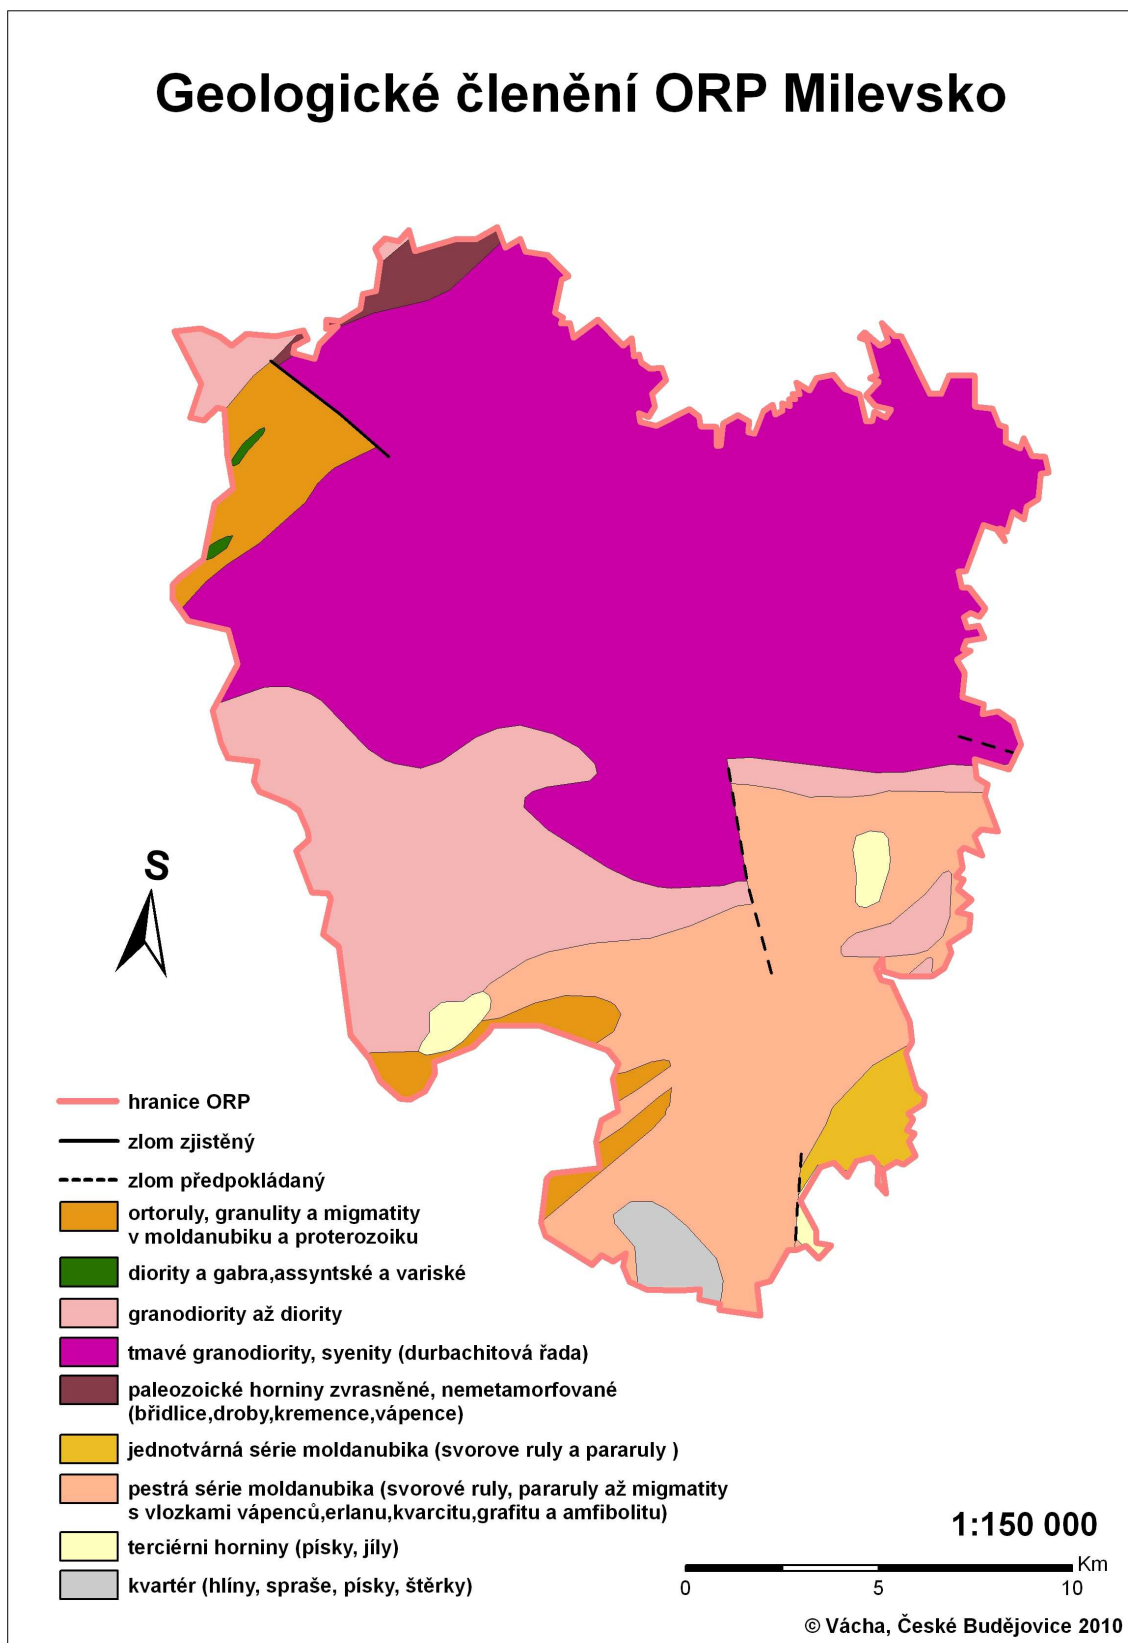 Geologické členění ORP Milevsko
S
hranice ORP
zlom zjistěný
zlom předpokládaný
ortoruly, granulity a migmatity
v moldanubiku a proterozoiku
diority a gabra,assyntské a variské
granodiority až diority
tmavé granodiority, syenity (durbachitová řada)
paleozoické horniny zvrasněné, nemetamorfované
(břidlice,droby,kremence,vápence)
jednotvárná série moldanubika (svorove ruly a pararuly )
pestrá série moldanubika (svorové ruly, pararuly až migmatity
s vlozkami vápenců,erlanu,kvarcitu,grafitu a amfibolitu)
terciérni horniny (písky, jíly)
kvartér (hlíny, spraše, písky, štěrky)
1:150 000
Km
0 5 10
© Vácha, České Budějovice 2010